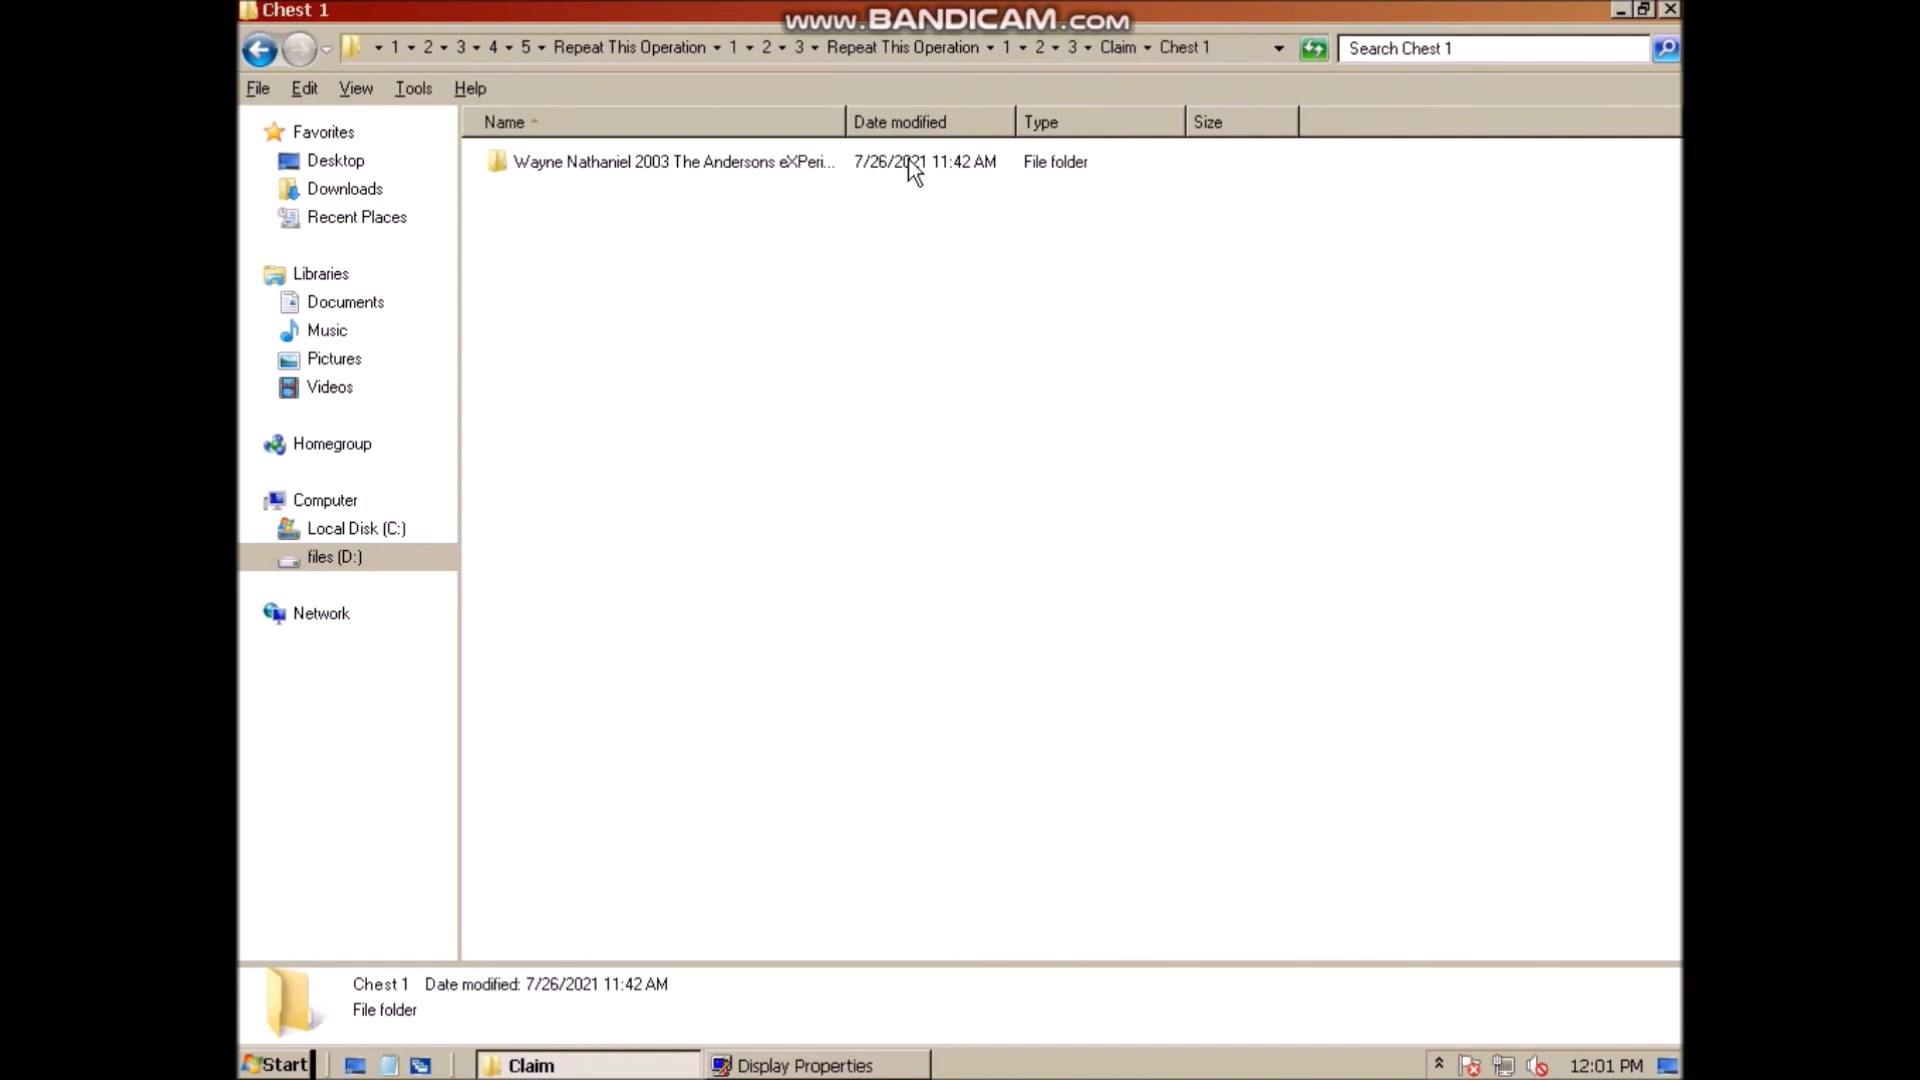 Chest 1
www.BANDICAM.com
1 2 3 4 5 Repeat This Operation 1 2 3 Repeat This Operation 1 2 3 Claim Chest 1
Search Chest 1
File Edit View Tools Help
Name Date modified Type Size
Wayne Nathaniel 2003 The Andersons eXPeri... 7/26/2021 11:42 AM File folder
Favorites
Desktop
Downloads
Recent Places
Libraries
Documents
Music
Pictures
Videos
Homegroup
Computer
Local Disk (C:)
files (D:)
Network
Chest 1 Date modified: 7/26/2021 11:42 AM
File folder
Start Claim Display Properties 12:01 PM